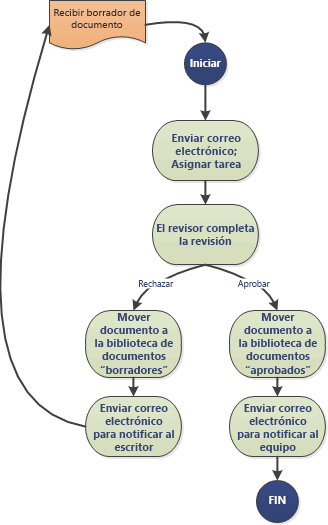 Recibir borrador de
documento
Iniciar
Enviar correo
electrónico;
Asignar tarea
El revisor completa
la revisión
Rechazar
Aprobar
Mover
documento a
la biblioteca de
documentos
“borradores”
Mover
documento a
la biblioteca de
documentos
“aprobados”
Enviar correo
electrónico
para notificar al
escritor
Enviar correo
electrónico
para notificar al
equipo
FIN